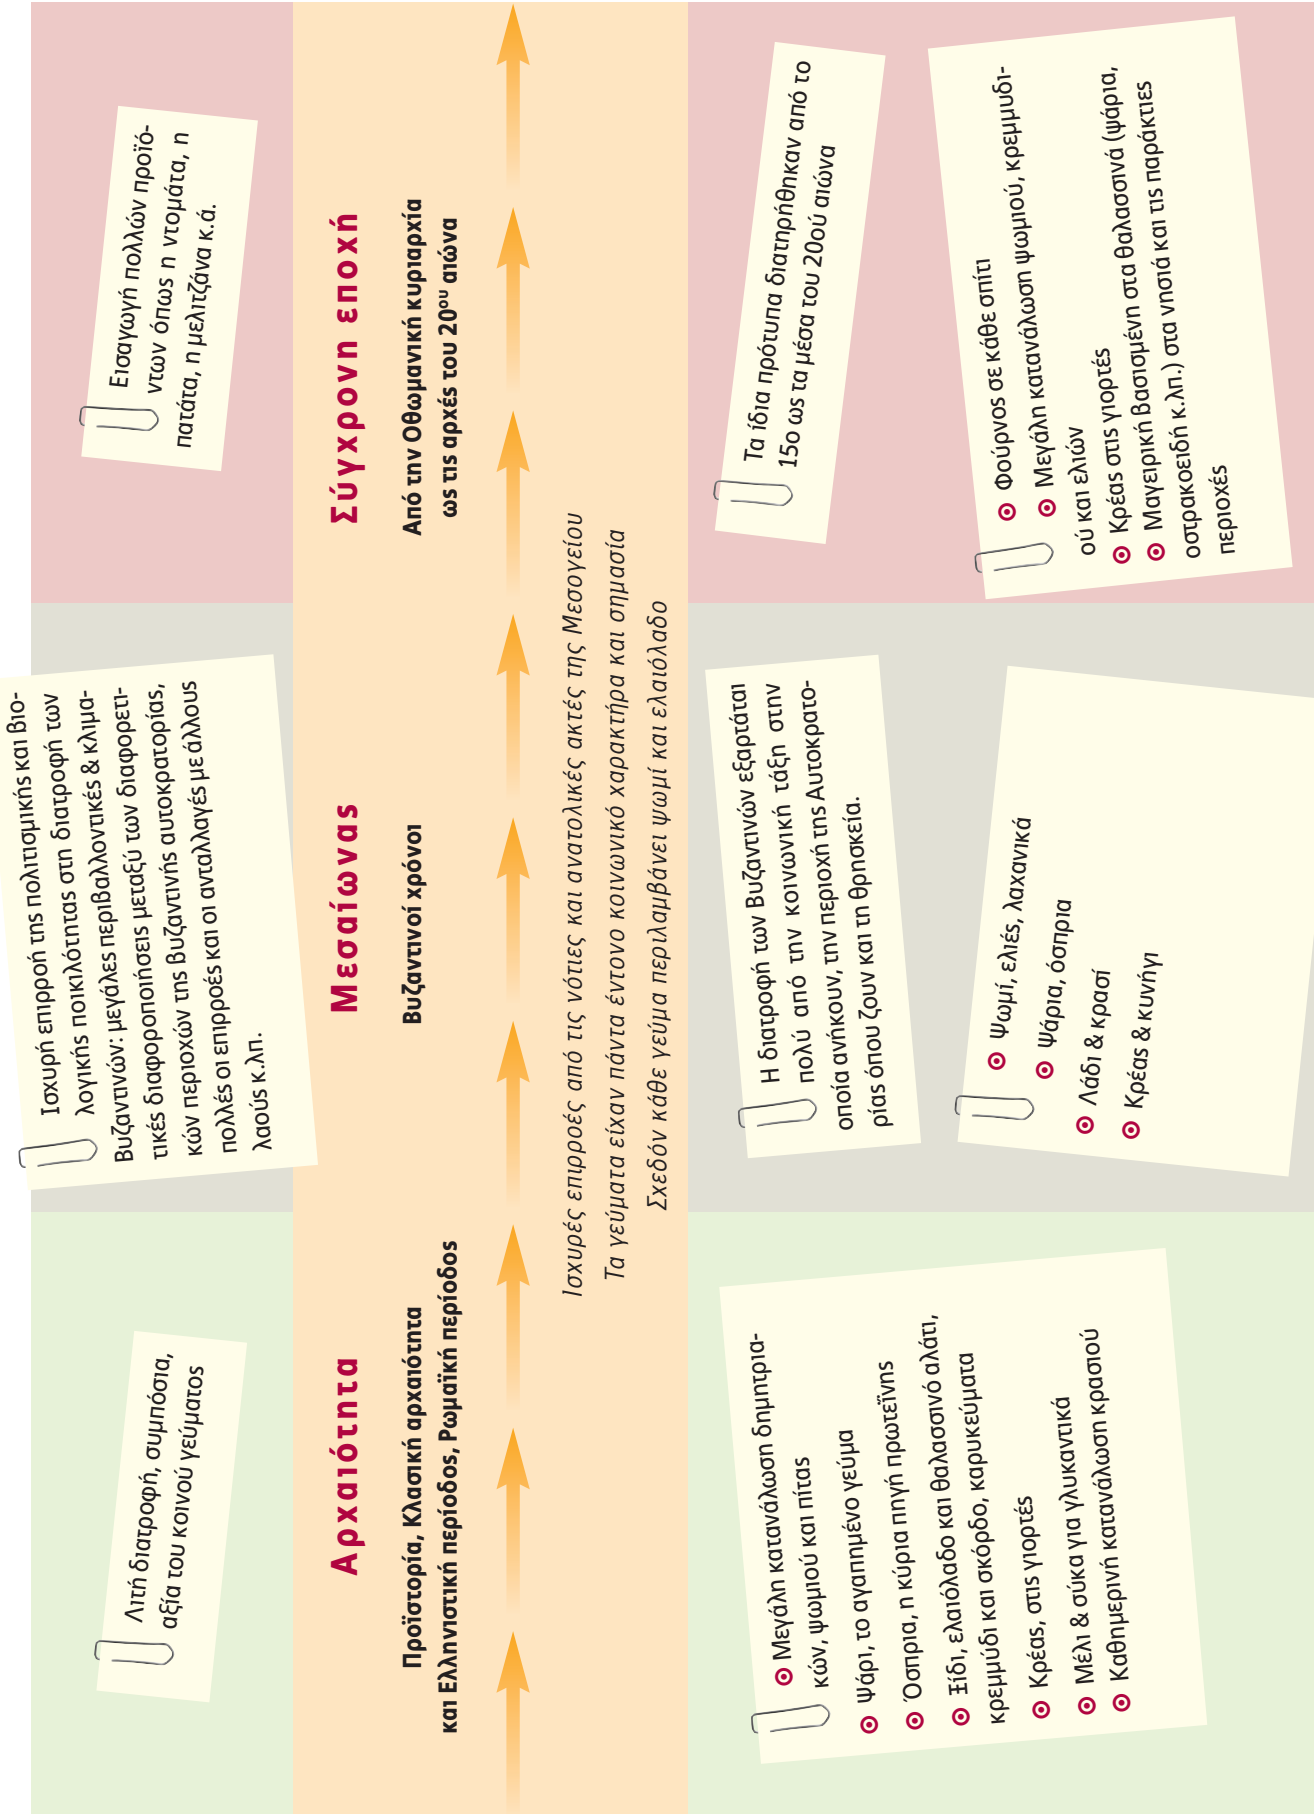 Λιτή διατροφή, συμπόσια,
αξία του κοινού γεύματος
Ισχυρή επιρροή της πολιτισμικής και βιο-
λογικής ποικιλότητας στη διατροφή των
Βυζαντινών: μεγάλες περιβαλλοντικές & κλιμα-
τικές διαφοροποιήσεις μεταξύ των διαφορετι-
κών περιοχών της βυζαντινής αυτοκρατορίας,
πολλές οι επιρροές και οι ανταλλαγές με άλλους
λαούς κ.λπ.
Εισαγωγή πολλών προϊό-
ντων όπως η ντομάτα, η
πατάτα, η μελιτζάνα κ.ά.
Αρχαιότητα
Προϊστορία, Κλασική αρχαιότητα
και Ελληνιστική περίοδος, Ρωμαϊκή περίοδος
Μεσαίωνας
Βυζαντινοί χρόνοι
Σύγχρονη εποχή
Από την Οθωμανική κυριαρχία
ως τις αρχές του 20ου αιώνα
Ισχυρές επιρροές από τις νότιες και ανατολικές ακτές της Μεσογείου
Τα γεύματα είχαν πάντα έντονο κοινωνικό χαρακτήρα και σημασία
Σχεδόν κάθε γεύμα περιλαμβάνει ψωμί και ελαιόλαδο
Μεγάλη κατανάλωση δημητρια-
κών, ψωμιού και πίτας
Ψάρι, το αγαπημένο γεύμα
Όσπρια, η κύρια πηγή πρωτεΐνης
Ξίδι, ελαιόλαδο και θαλασσινό αλάτι,
κρεμμύδι και σκόρδο, καρυκεύματα
Κρέας, στις γιορτές
Μέλι & σύκα για γλυκαντικά
Καθημερινή κατανάλωση κρασιού
Η διατροφή των Βυζαντινών εξαρτάται
πολύ από την κοινωνική τάξη στην
οποία ανήκουν, την περιοχή της Αυτοκρατο-
ρίας όπου ζουν και τη θρησκεία.
Ψωμί, ελιές, λαχανικά
Ψάρια, όσπρια
Λάδι & κρασί
Κρέας & κυνήγι
Τα ίδια πρότυπα διατηρήθηκαν από το
15ο ως τα μέσα του 20ού αιώνα
Φούρνος σε κάθε σπίτι
Μεγάλη κατανάλωση ψωμιού, κρεμμυδι-
ού και ελιών
Κρέας στις γιορτές
Μαγειρική βασισμένη στα θαλασσινά (ψάρια,
οστρακοειδή κ.λπ.) στα νησιά και τις παράκτιες
περιοχές